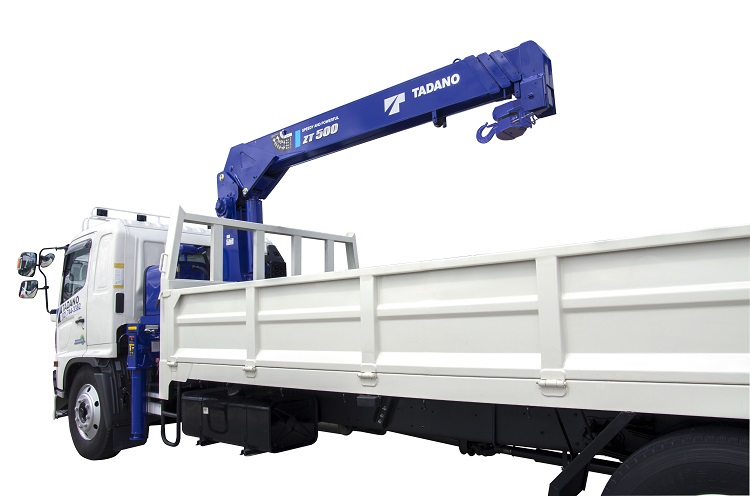 TADANO
SPEEDY AND POWERFUL
ZT 500
TADANO